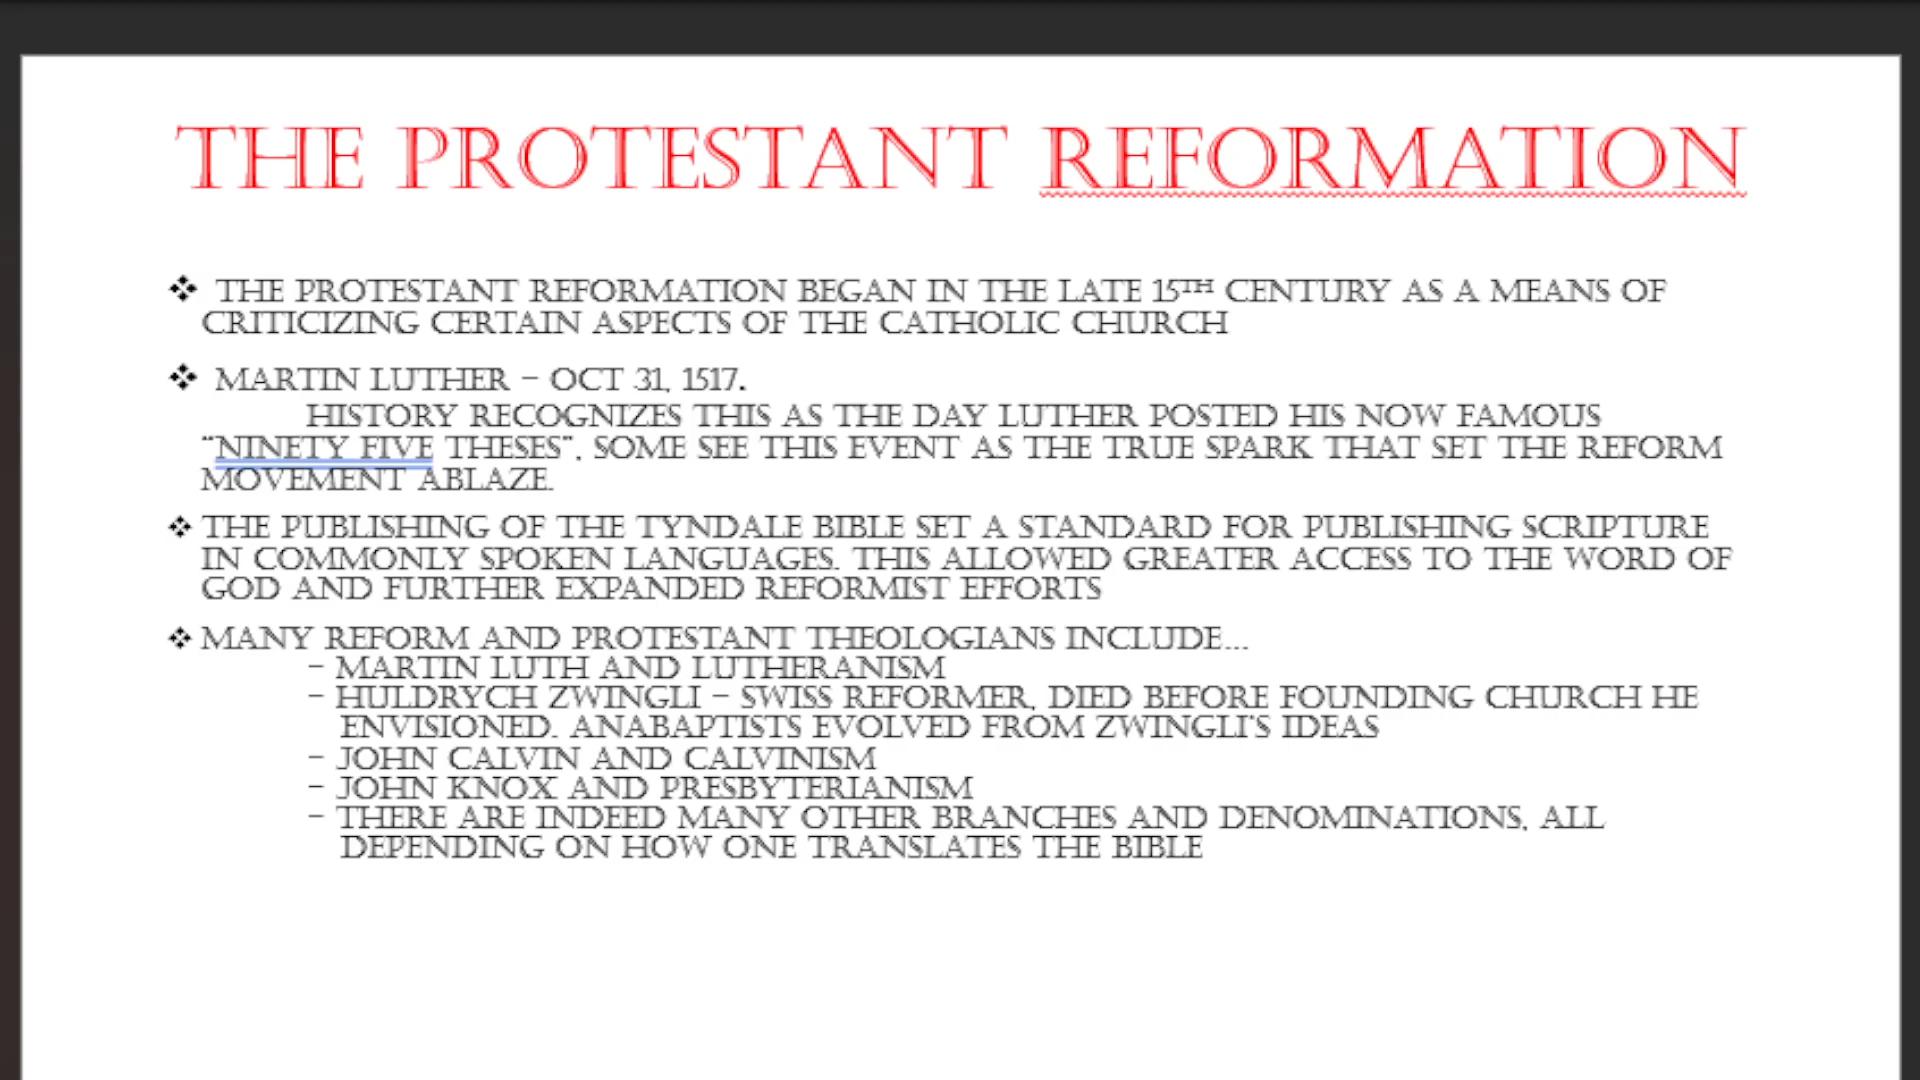 THE PROTESTANT REFORMATION
❖ THE PROTESTANT REFORMATION BEGAN IN THE LATE 15TH CENTURY AS A MEANS OF
CRITICIZING CERTAIN ASPECTS OF THE CATHOLIC CHURCH
❖ MARTIN LUTHER – OCT 31, 1517.
HISTORY RECOGNIZES THIS AS THE DAY LUTHER POSTED HIS NOW FAMOUS
"NINETY FIVE THESES", SOME SEE THIS EVENT AS THE TRUE SPARK THAT SET THE REFORM
MOVEMENT ABLAZE.
❖ THE PUBLISHING OF THE TYNDALE BIBLE SET A STANDARD FOR PUBLISHING SCRIPTURE
IN COMMONLY SPOKEN LANGUAGES. THIS ALLOWED GREATER ACCESS TO THE WORD OF
GOD AND FURTHER EXPANDED REFORMIST EFFORTS
❖ MANY REFORM AND PROTESTANT THEOLOGIANS INCLUDE...
- MARTIN LUTH AND LUTHERANISM
- HULDRYCH ZWINGLI – SWISS REFORMER, DIED BEFORE FOUNDING CHURCH HE
ENVISIONED. ANABAPTISTS EVOLVED FROM ZWINGLI'S IDEAS
- JOHN CALVIN AND CALVINISM
- JOHN KNOX AND PRESBYTERIANISM
- THERE ARE INDEED MANY OTHER BRANCHES AND DENOMINATIONS, ALL
DEPENDING ON HOW ONE TRANSLATES THE BIBLE